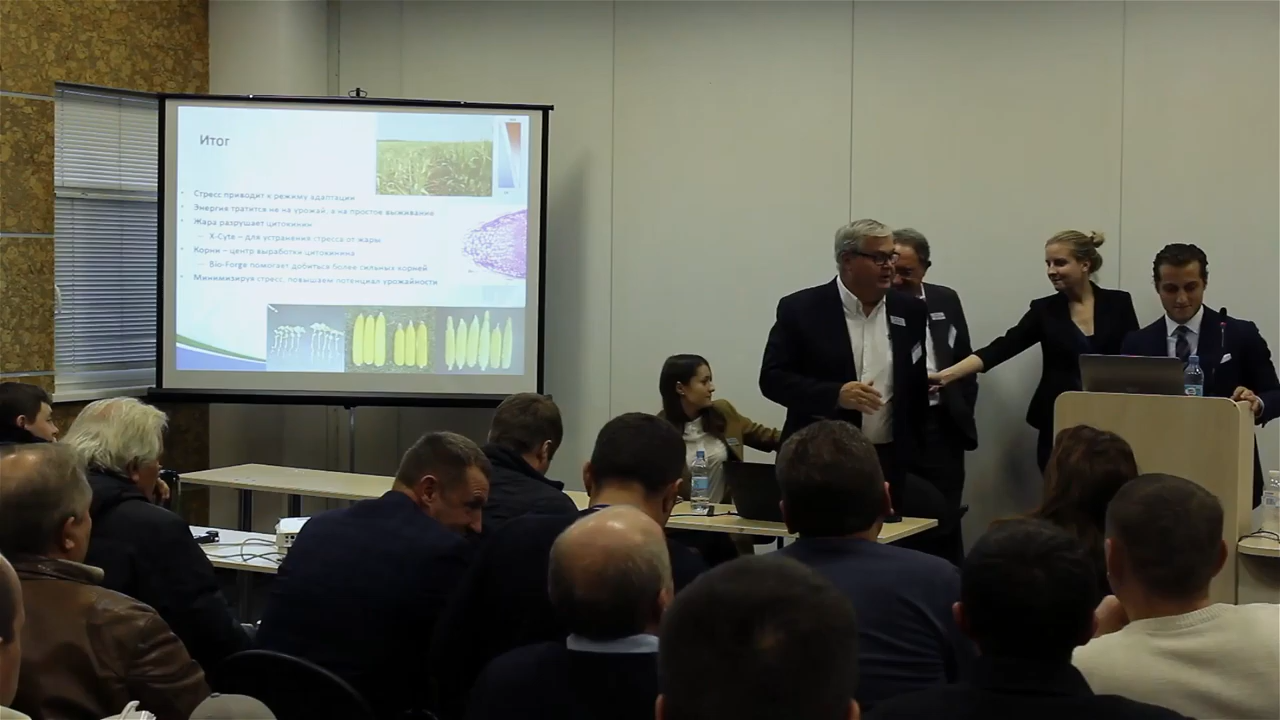 Итог
• Стресс приводит к режиму адаптации
• Энергия тратится не на урожай, а на простое выживание
• Жара разрушает цитокинин
– X-Cyte – для устранения стресса от жары
• Корни – центр выработки цитокинина
– Bio-Forge помогает добиться более сильных корней
• Минимизируя стресс, повышаем потенциал урожайности